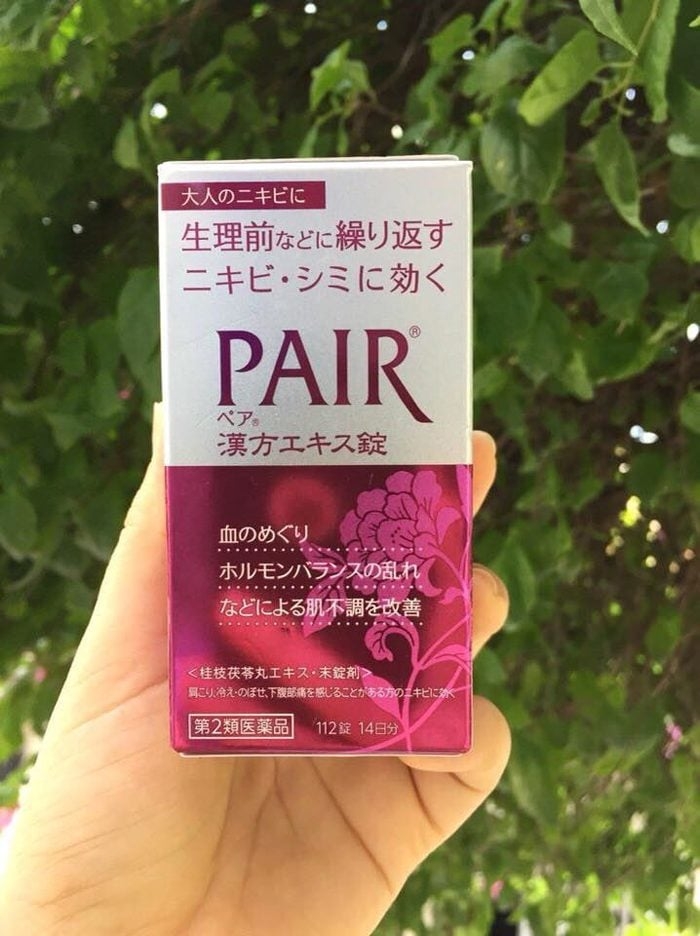 大人のニキビに
生理前などに繰り返す
ニキビ・シミに効く
PAIR®
ペア®
漢方エキス錠
血のめぐり
ホルモンバランスの乱れ
などによる肌不調を改善
<桂枝茯苓丸エキス・末錠剤>
肩こり、冷え・のぼせ、下腹部痛を感じることがある方のニキビに効く
第2類医薬品 112錠 14日分